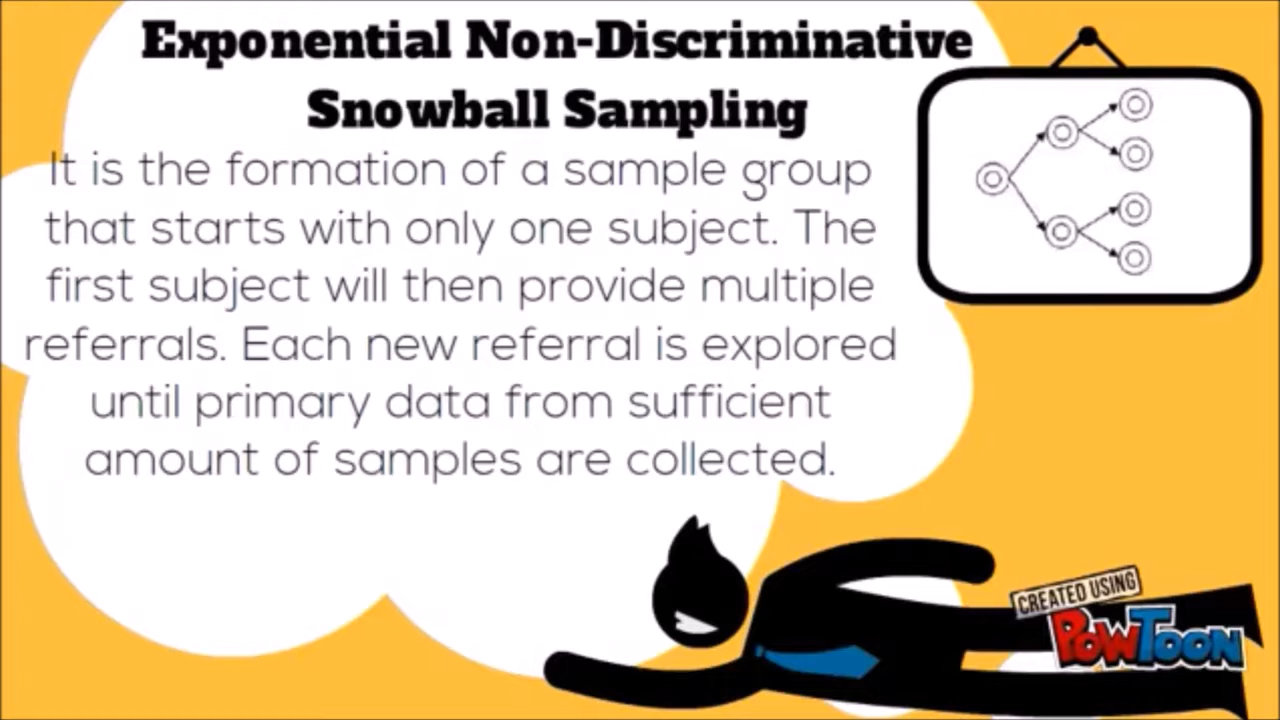 Exponential Non-Discriminative
Snowball Sampling
It is the formation of a sample group
that starts with only one subject. The
first subject will then provide multiple
referrals. Each new referral is explored
until primary data from sufficient
amount of samples are collected.
CREATED USING
POWTOON